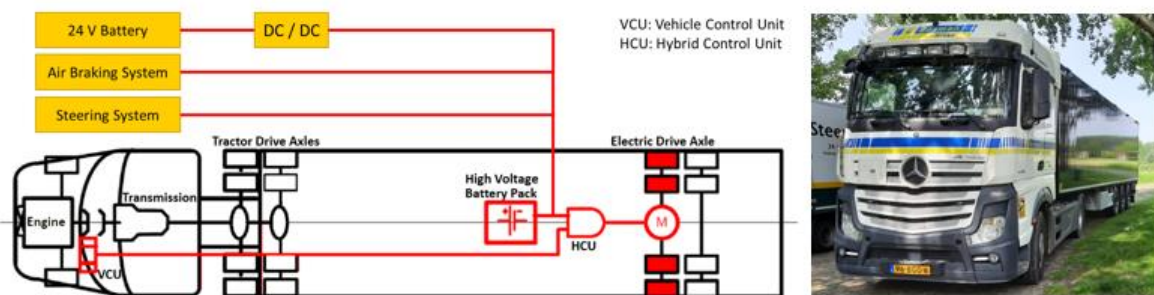 24 V Battery
DC / DC
VCU: Vehicle Control Unit
HCU: Hybrid Control Unit
Air Braking System
Steering System
Tractor Drive Axles
Electric Drive Axle
High Voltage
Battery Pack
Transmission
Engine
M
HCU
VCU
Stee